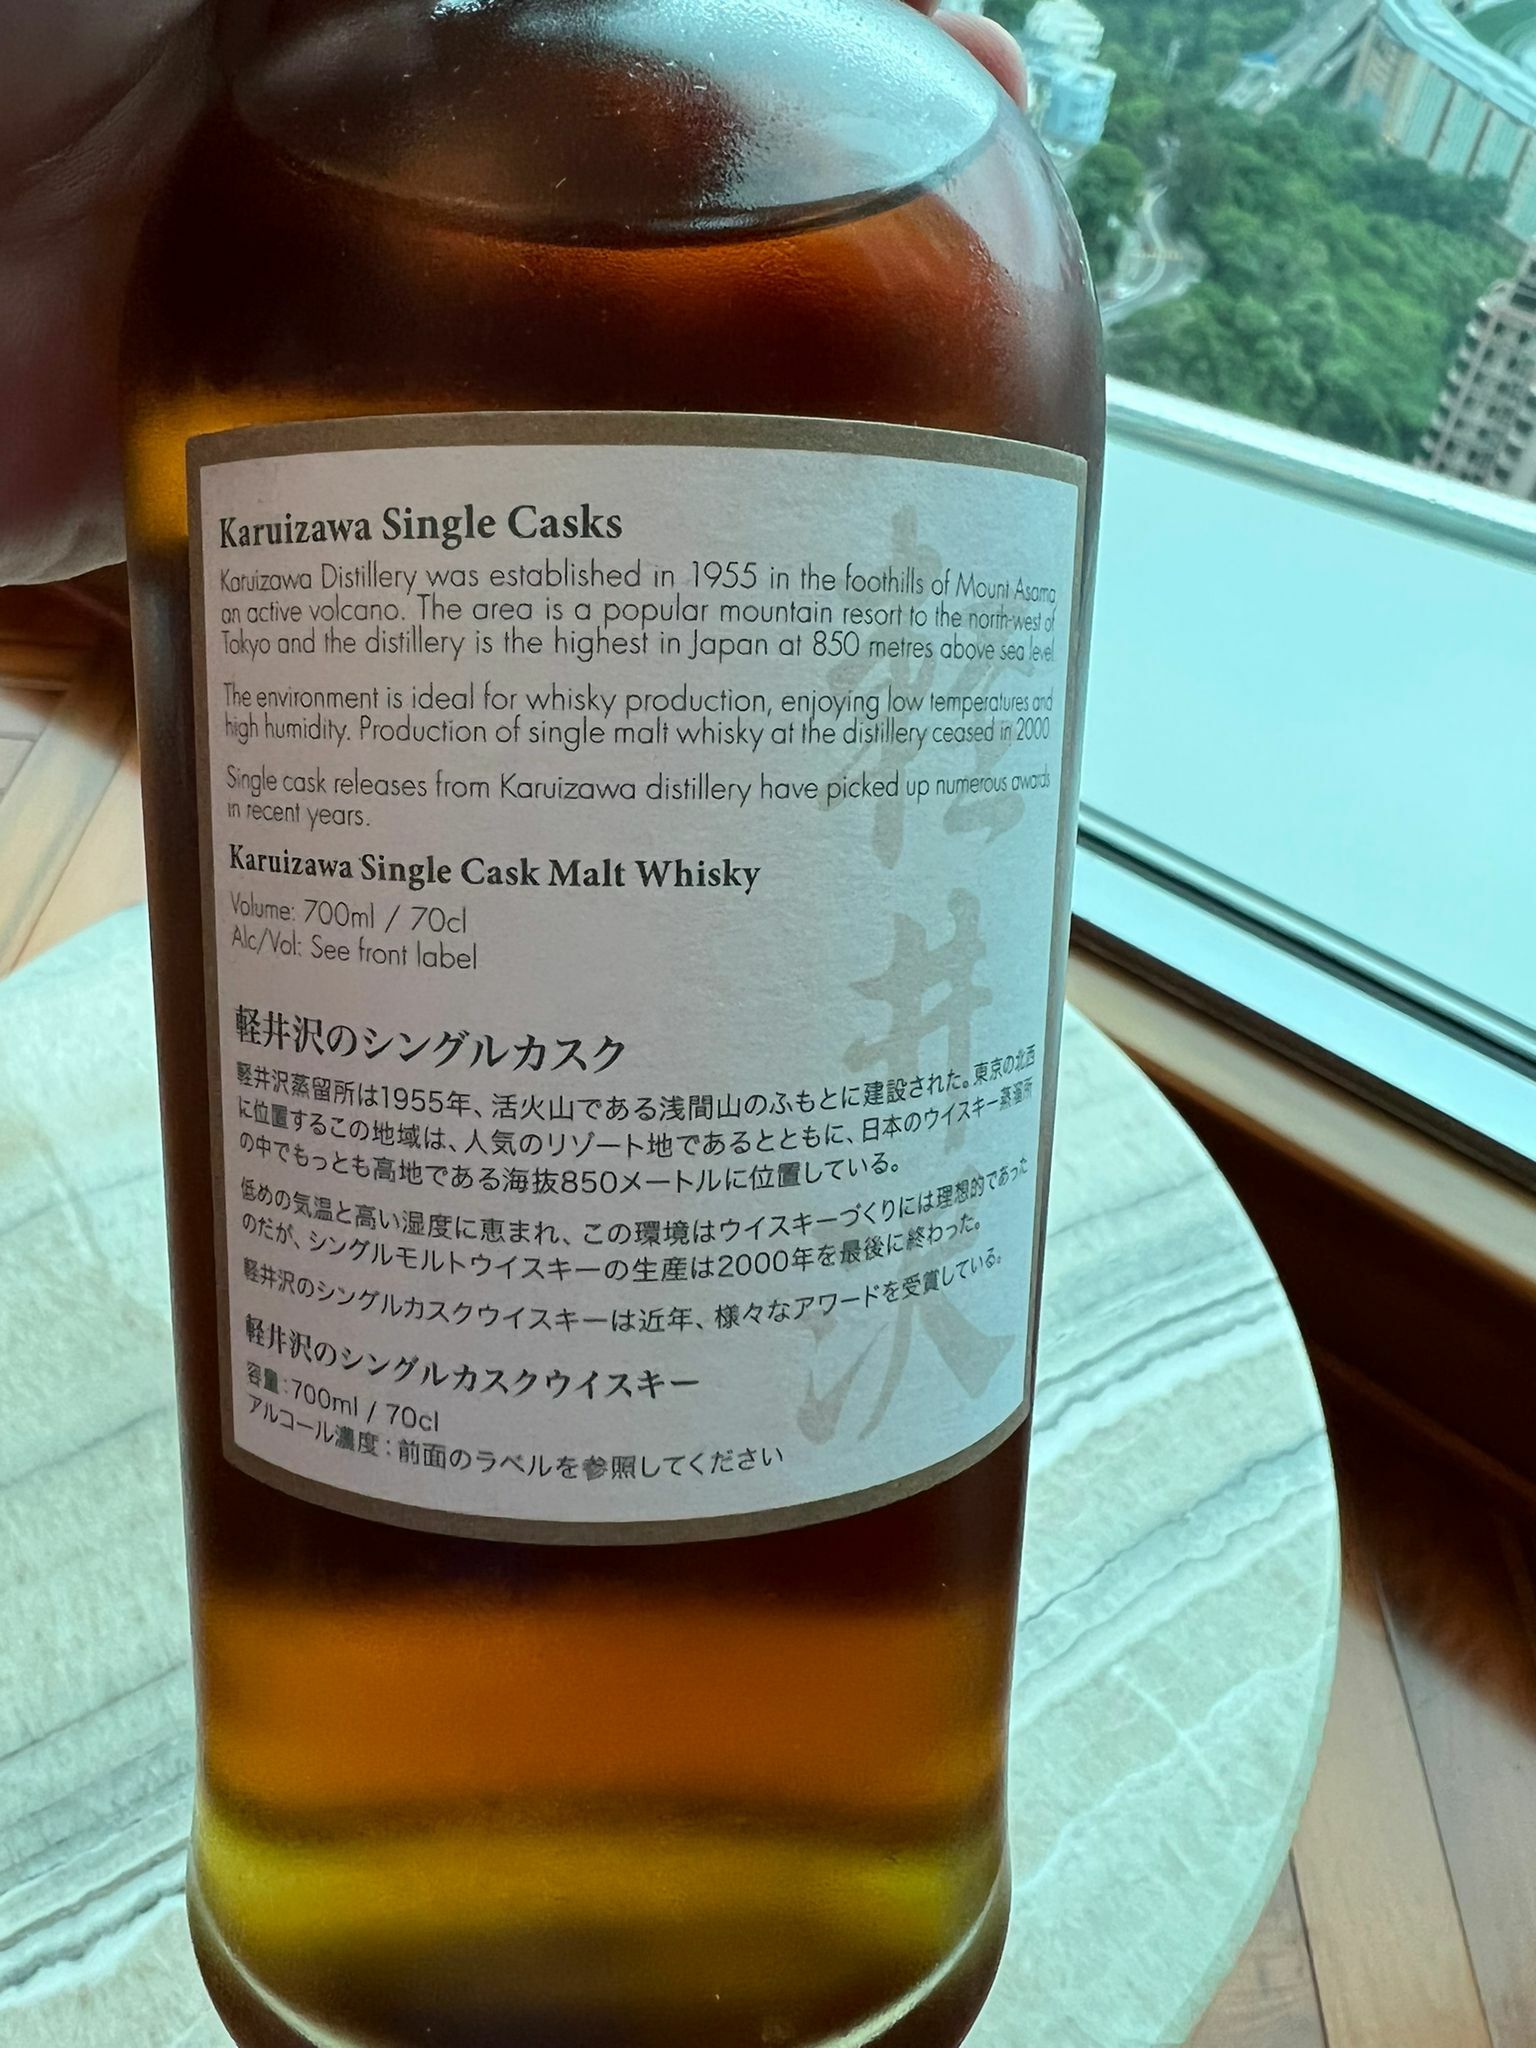 Karuizawa Single Casks
Karuizawa Distillery was established in 1955 in the foothills of Mount Asama
an active volcano. The area is a popular mountain resort to the north-west of
Tokyo and the distillery is the highest in Japan at 850 metres above sea level
The environment is ideal for whisky production, enjoying low temperatures and
high humidity. Production of single malt whisky at the distillery ceased in 2000
Single cask releases from Karuizawa distillery have picked up numerous awards
in recent years.
Karuizawa Single Cask Malt Whisky
Volume: 700ml / 70cl
Alc/Vol: See front label
軽井沢のシングルカスク
軽井沢蒸留所は1955年、活火山である浅間山のふもとに建設された。東京の北西
に位置するこの地域は、人気のリゾート地であるとともに、日本のウイスキー蒸溜所
の中でもっとも高地である海抜850メートルに位置している。
低めの気温と高い湿度に恵まれ、この環境はウイスキーづくりには理想的であった
のだが、シングルモルトウイスキーの生産は2000年を最後に終わった。
軽井沢のシングルカスクウイスキーは近年、様々なアワードを受賞している。
軽井沢のシングルカスクウイスキー
容量:700ml / 70cl
アルコール濃度:前面のラベルを参照してください
軽井沢